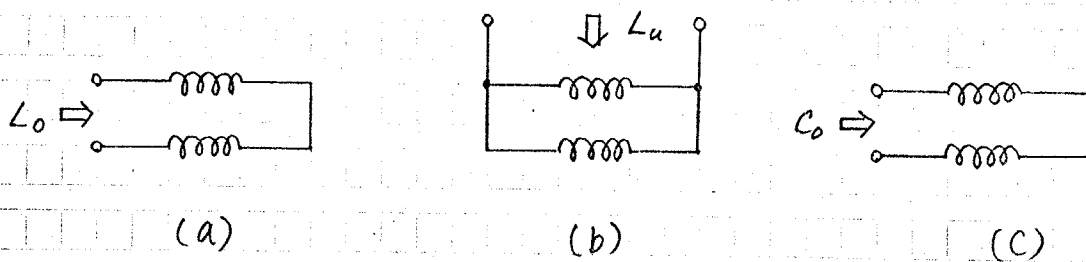 L₀ ⇨
(a)
⇩ Lu
(b)
C₀ ⇨
(C)